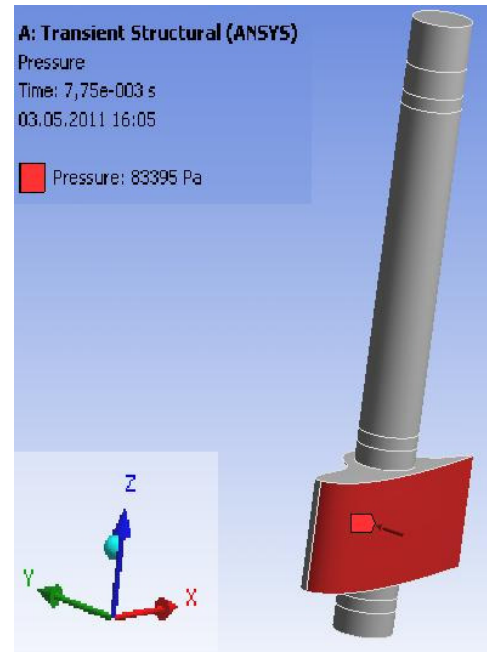 A: Transient Structural (ANSYS)
Pressure
Time: 7,75e-003 s
03.05.2011 16:05
Pressure: 83395 Pa
Z
Y
X